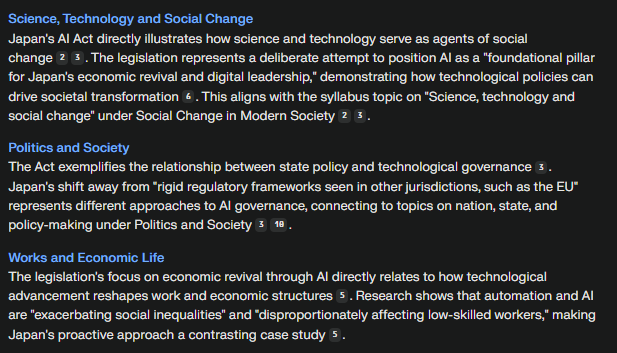 Science, Technology and Social Change
Japan's AI Act directly illustrates how science and technology serve as agents of social
change 2 3 . The legislation represents a deliberate attempt to position AI as a "foundational pillar
for Japan's economic revival and digital leadership," demonstrating how technological policies can
drive societal transformation 6 . This aligns with the syllabus topic on "Science, technology and
social change" under Social Change in Modern Society 2 3 .
Politics and Society
The Act exemplifies the relationship between state policy and technological governance 3 .
Japan's shift away from "rigid regulatory frameworks seen in other jurisdictions, such as the EU"
represents different approaches to AI governance, connecting to topics on nation, state, and
policy-making under Politics and Society 3 10 .
Works and Economic Life
The legislation's focus on economic revival through AI directly relates to how technological
advancement reshapes work and economic structures 5 . Research shows that automation and AI
are "exacerbating social inequalities" and "disproportionately affecting low-skilled workers," making
Japan's proactive approach a contrasting case study 5 .